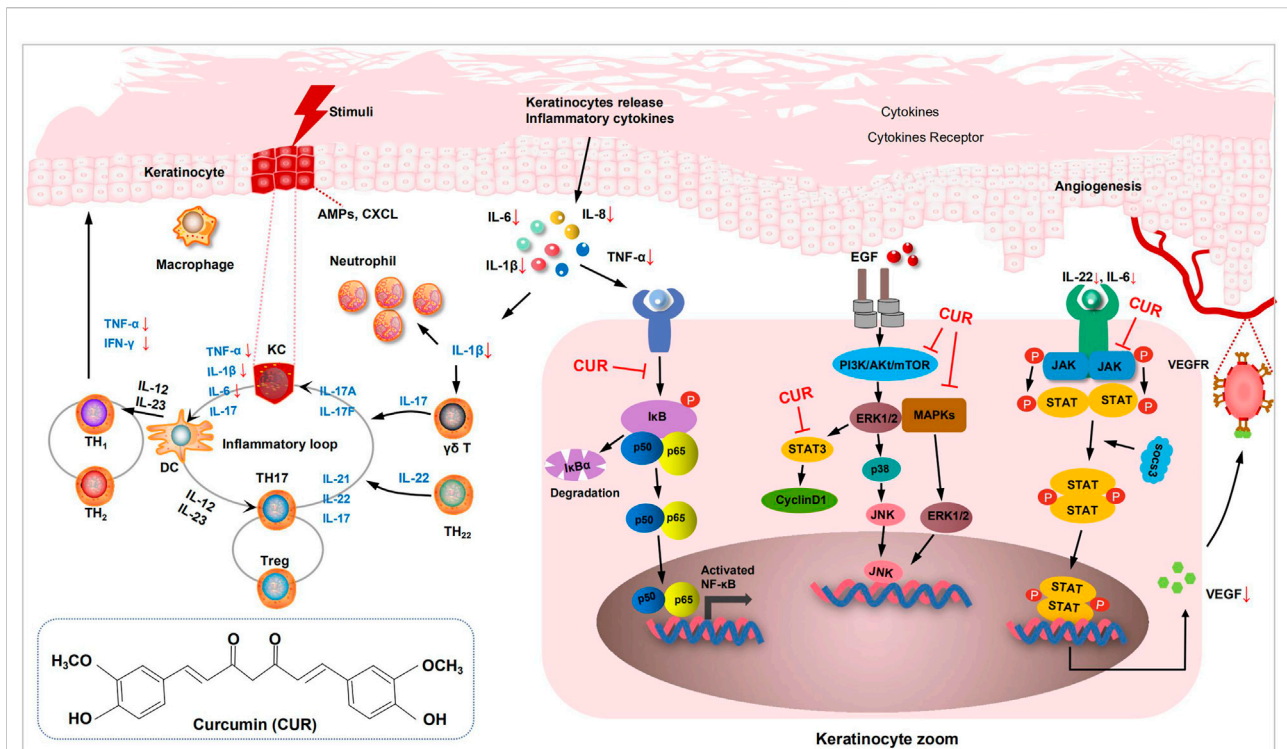 Stimuli
Keratinocytes release
Inflammatory cytokines
Cytokines
Cytokines Receptor
Keratinocyte
AMPs, CXCL
Macrophage
Neutrophil
IL-6↓
IL-8↓
IL-1β↓
TNF-α↓
EGF
Angiogenesis
IL-22↓, IL-6↓
CUR
TNF-α↓
IFN-γ↓
TNF-α↓
IL-1β↓
IL-6↓
IL-17
KC
IL-17A
IL-17F
IL-1β↓
IL-17
γδ T
IL-12
IL-23
TH1
DC
Inflammatory loop
TH2
IL-12
IL-23
TH17
IL-21
IL-22
IL-17
IL-22
TH22
Treg
CUR
P
IκB
p50
p65
IκBα
Degradation
p50
p65
p50
p65
Activated
NF-κB
CUR
PI3K/AKt/mTOR
CUR
ERK1/2
MAPKs
STAT3
p38
CyclinD1
JNK
ERK1/2
JNK
P
JAK
JAK
P
P
STAT
STAT
P
SOCS3
STAT
P
P
STAT
STAT
P
P
STAT
VEGFR
VEGF↓
H3CO
O
O
OCH3
HO
OH
Curcumin (CUR)
Keratinocyte zoom